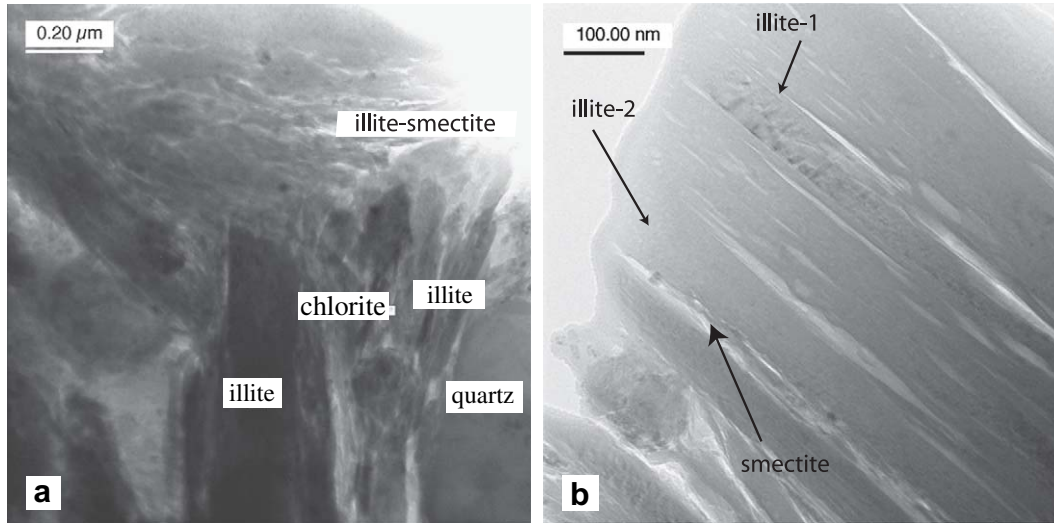 0.20 µm
illite-smectite
chlorite
illite
illite
quartz
a
100.00 nm
illite-1
illite-2
smectite
b